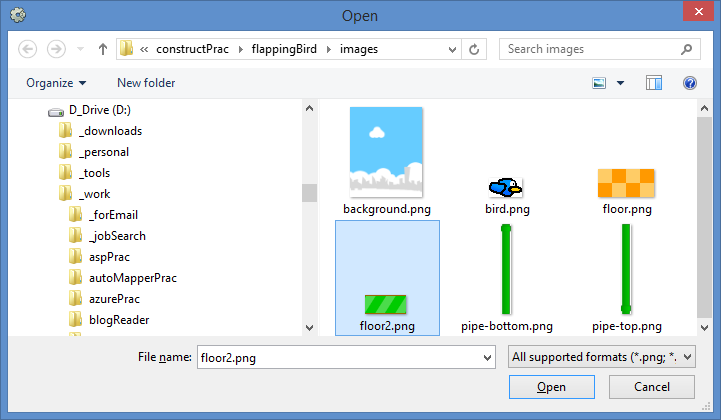 Open
« constructPrac flappingBird images
Search images
Organize New folder
D_Drive (D:)
_downloads
_personal
_tools
_work
_forEmail
_jobSearch
aspPrac
autoMapperPrac
azurePrac
blogReader
background.png bird.png floor.png
floor2.png pipe-bottom.png pipe-top.png
File name: floor2.png All supported formats (*.png; *.
Open Cancel